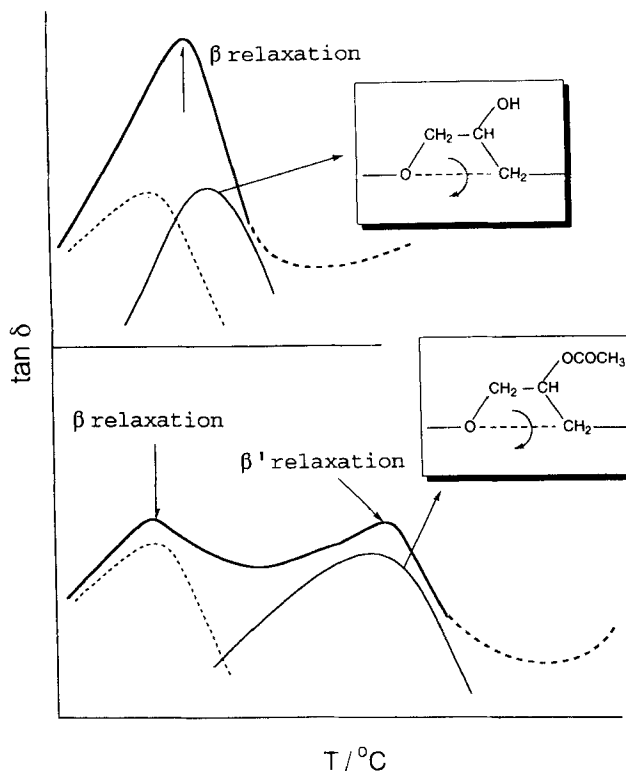 β relaxation
OH
CH2 -CH
O CH2
tan δ
OCOCH3
CH2 -CH
O CH2
β relaxation
β' relaxation
T / °C